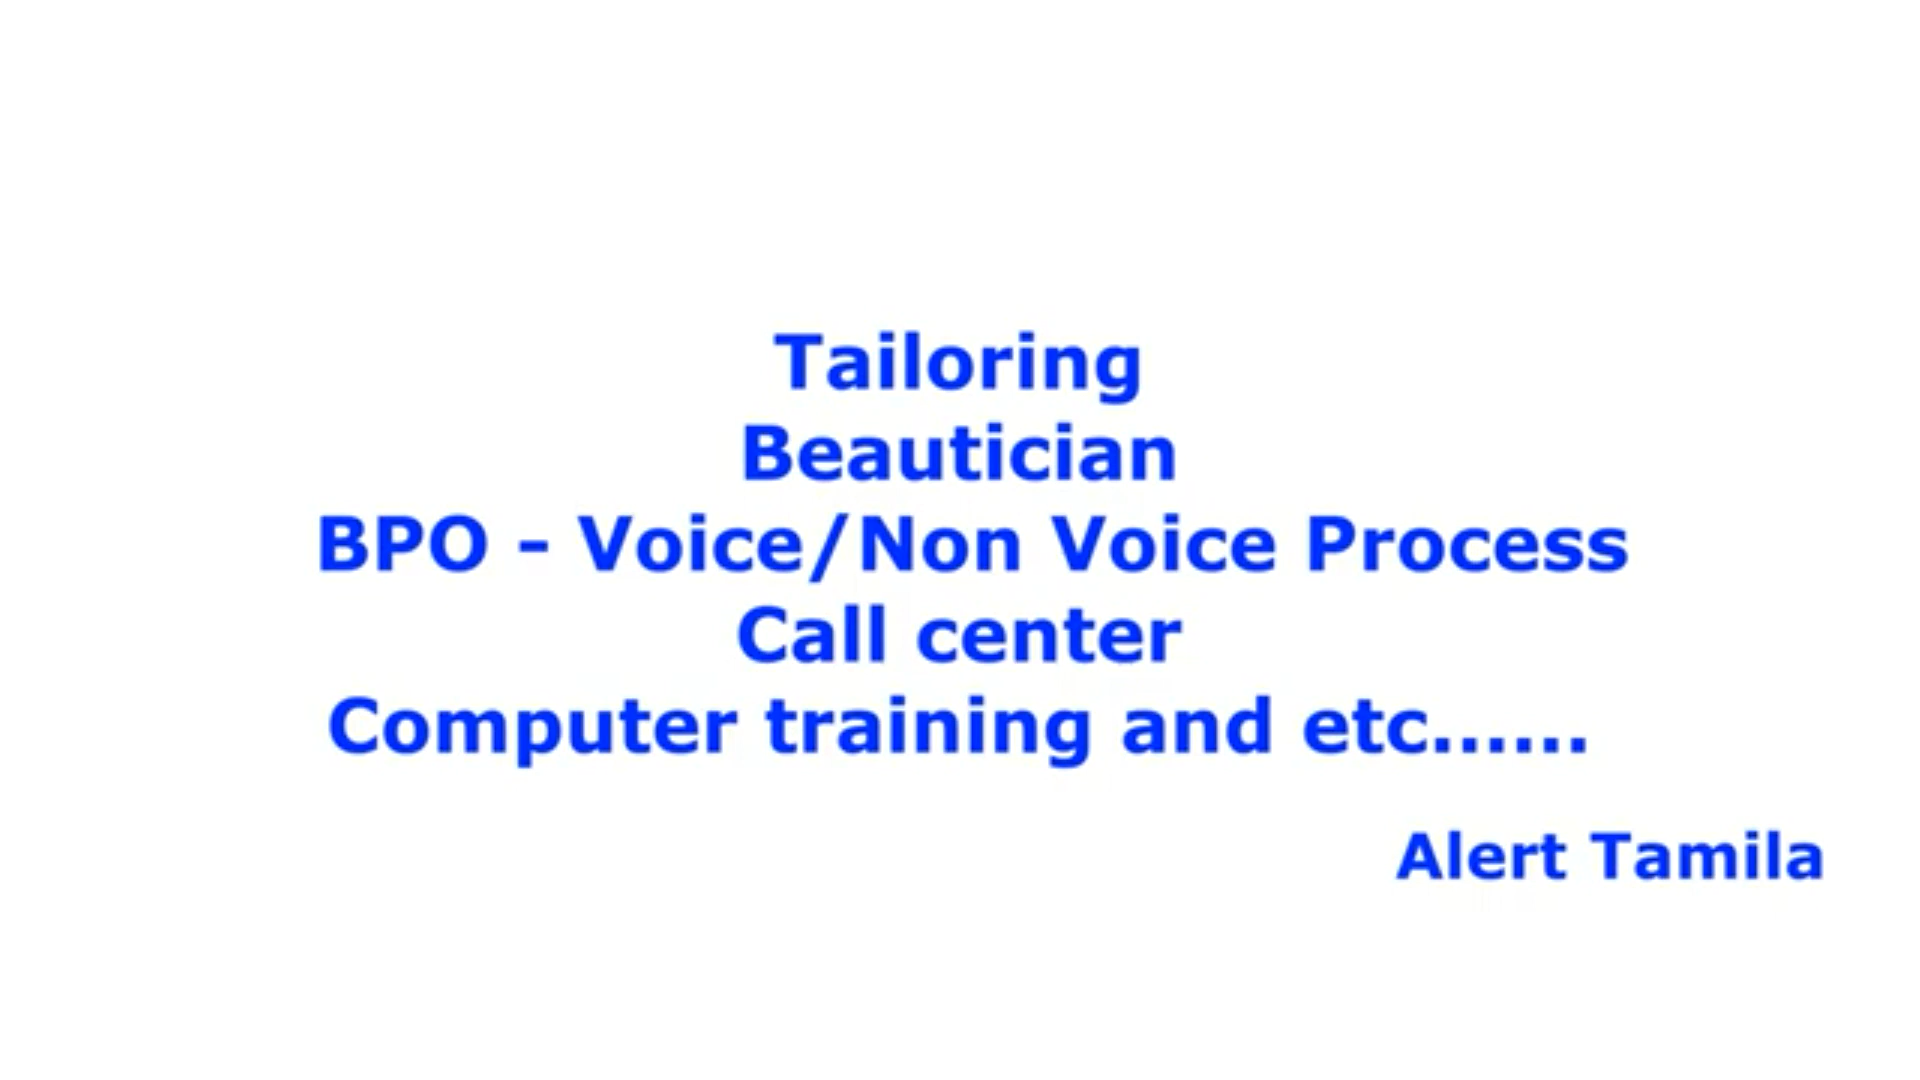 Tailoring
Beautician
BPO - Voice/Non Voice Process
Call center
Computer training and etc......
Alert Tamila